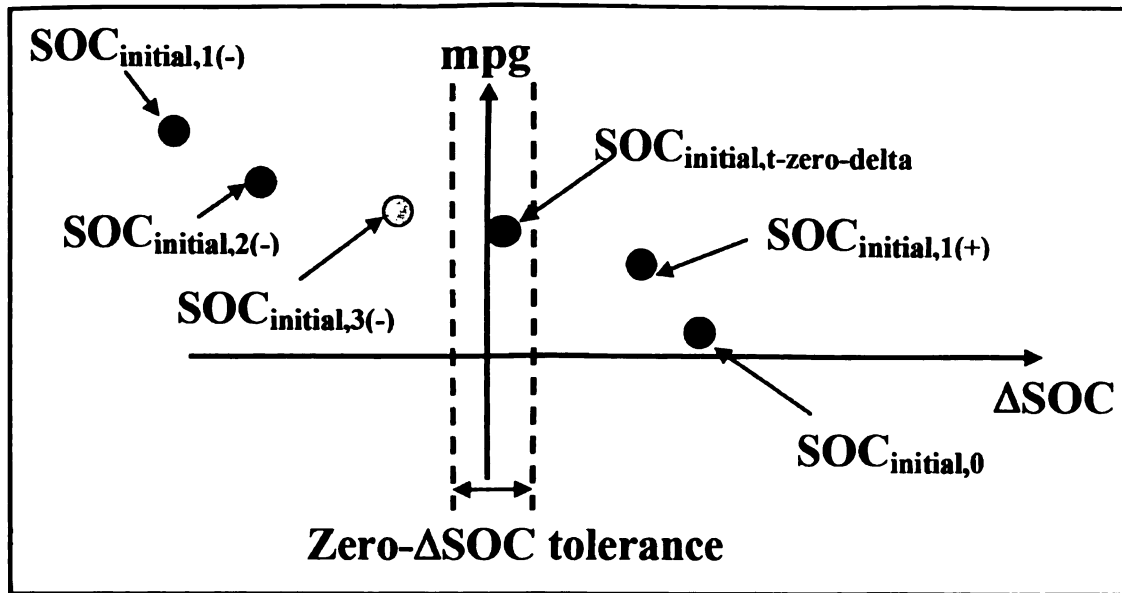 SOCinitial,1(-)
mpg
SOCinitial,t-zero-delta
SOCinitial,2(-)
SOCinitial,1(+)
SOCinitial,3(-)
ΔSOC
SOCinitial,0
Zero-ΔSOC tolerance